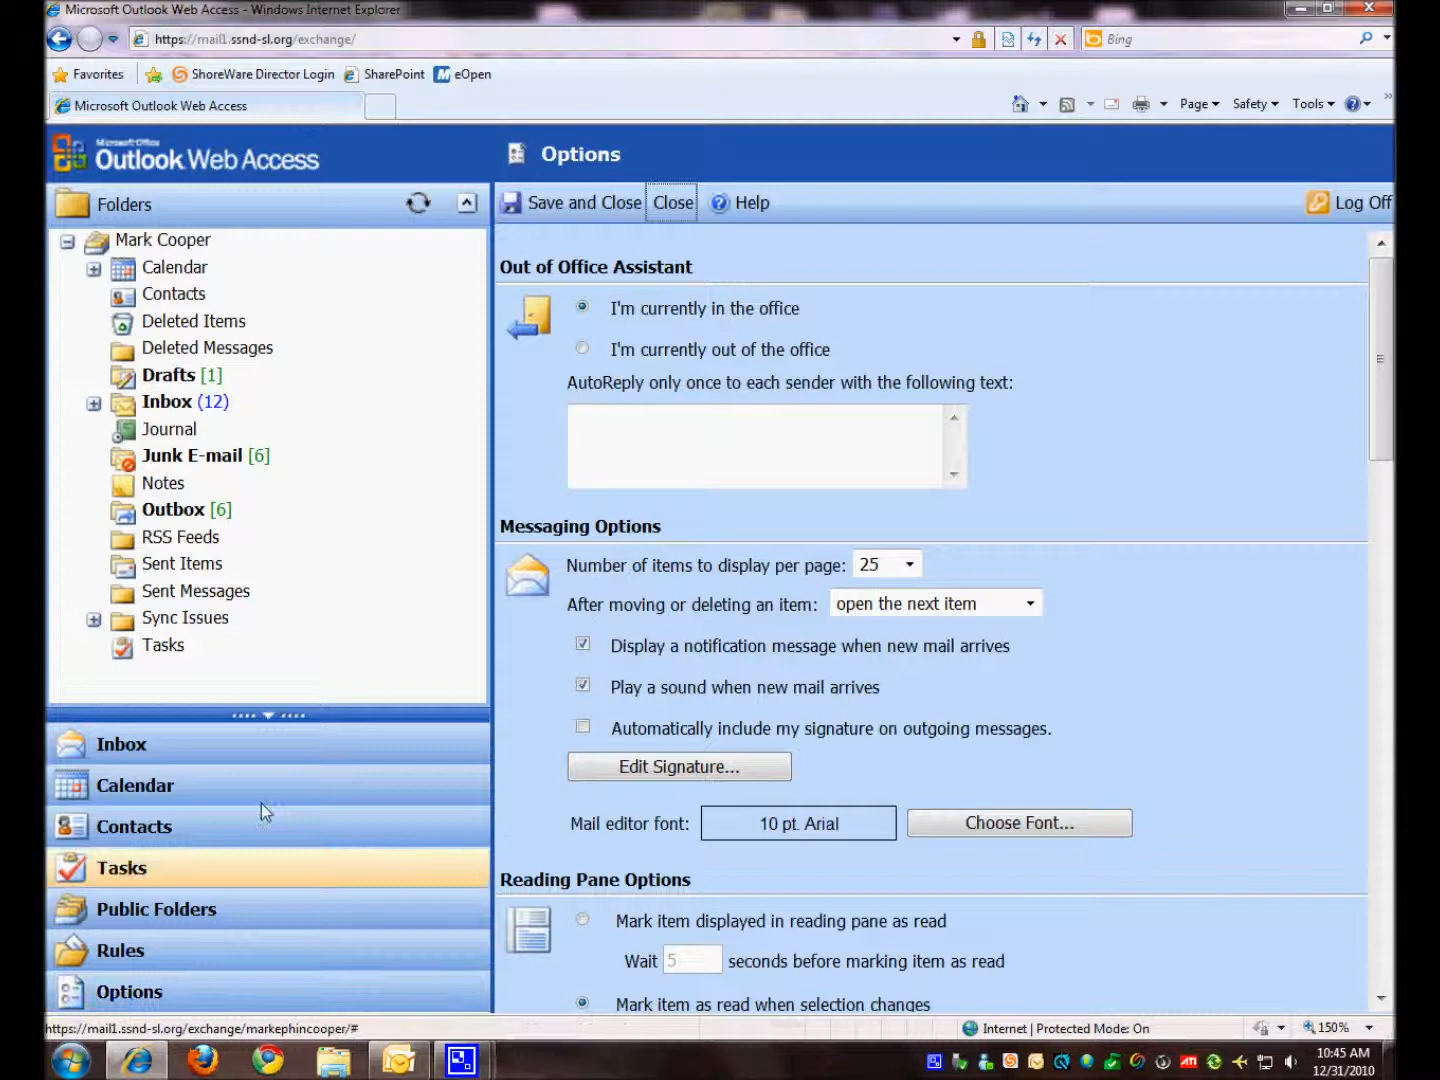 Microsoft Outlook Web Access - Windows Internet Explorer
https://mail1.ssnd-sl.org/exchange/
Bing
Favorites
ShoreWare Director Login
SharePoint
eOpen
Microsoft Outlook Web Access
Page
Safety
Tools
Microsoft Office
Outlook Web Access
Options
Folders
Save and Close
Close
Help
Log Off
Mark Cooper
Calendar
Contacts
Deleted Items
Deleted Messages
Drafts [1]
Inbox (12)
Journal
Junk E-mail [6]
Notes
Outbox [6]
RSS Feeds
Sent Items
Sent Messages
Sync Issues
Tasks
Inbox
Calendar
Contacts
Tasks
Public Folders
Rules
Options
Out of Office Assistant
I'm currently in the office
I'm currently out of the office
AutoReply only once to each sender with the following text:
Messaging Options
Number of items to display per page: 25
After moving or deleting an item: open the next item
Display a notification message when new mail arrives
Play a sound when new mail arrives
Automatically include my signature on outgoing messages.
Edit Signature...
Mail editor font: 10 pt. Arial Choose Font...
Reading Pane Options
Mark item displayed in reading pane as read
Wait 5 seconds before marking item as read
Mark item as read when selection changes
https://mail1.ssnd-sl.org/exchange/markephincooper/#
Internet | Protected Mode: On
150%
ATI
10:45 AM
12/31/2010